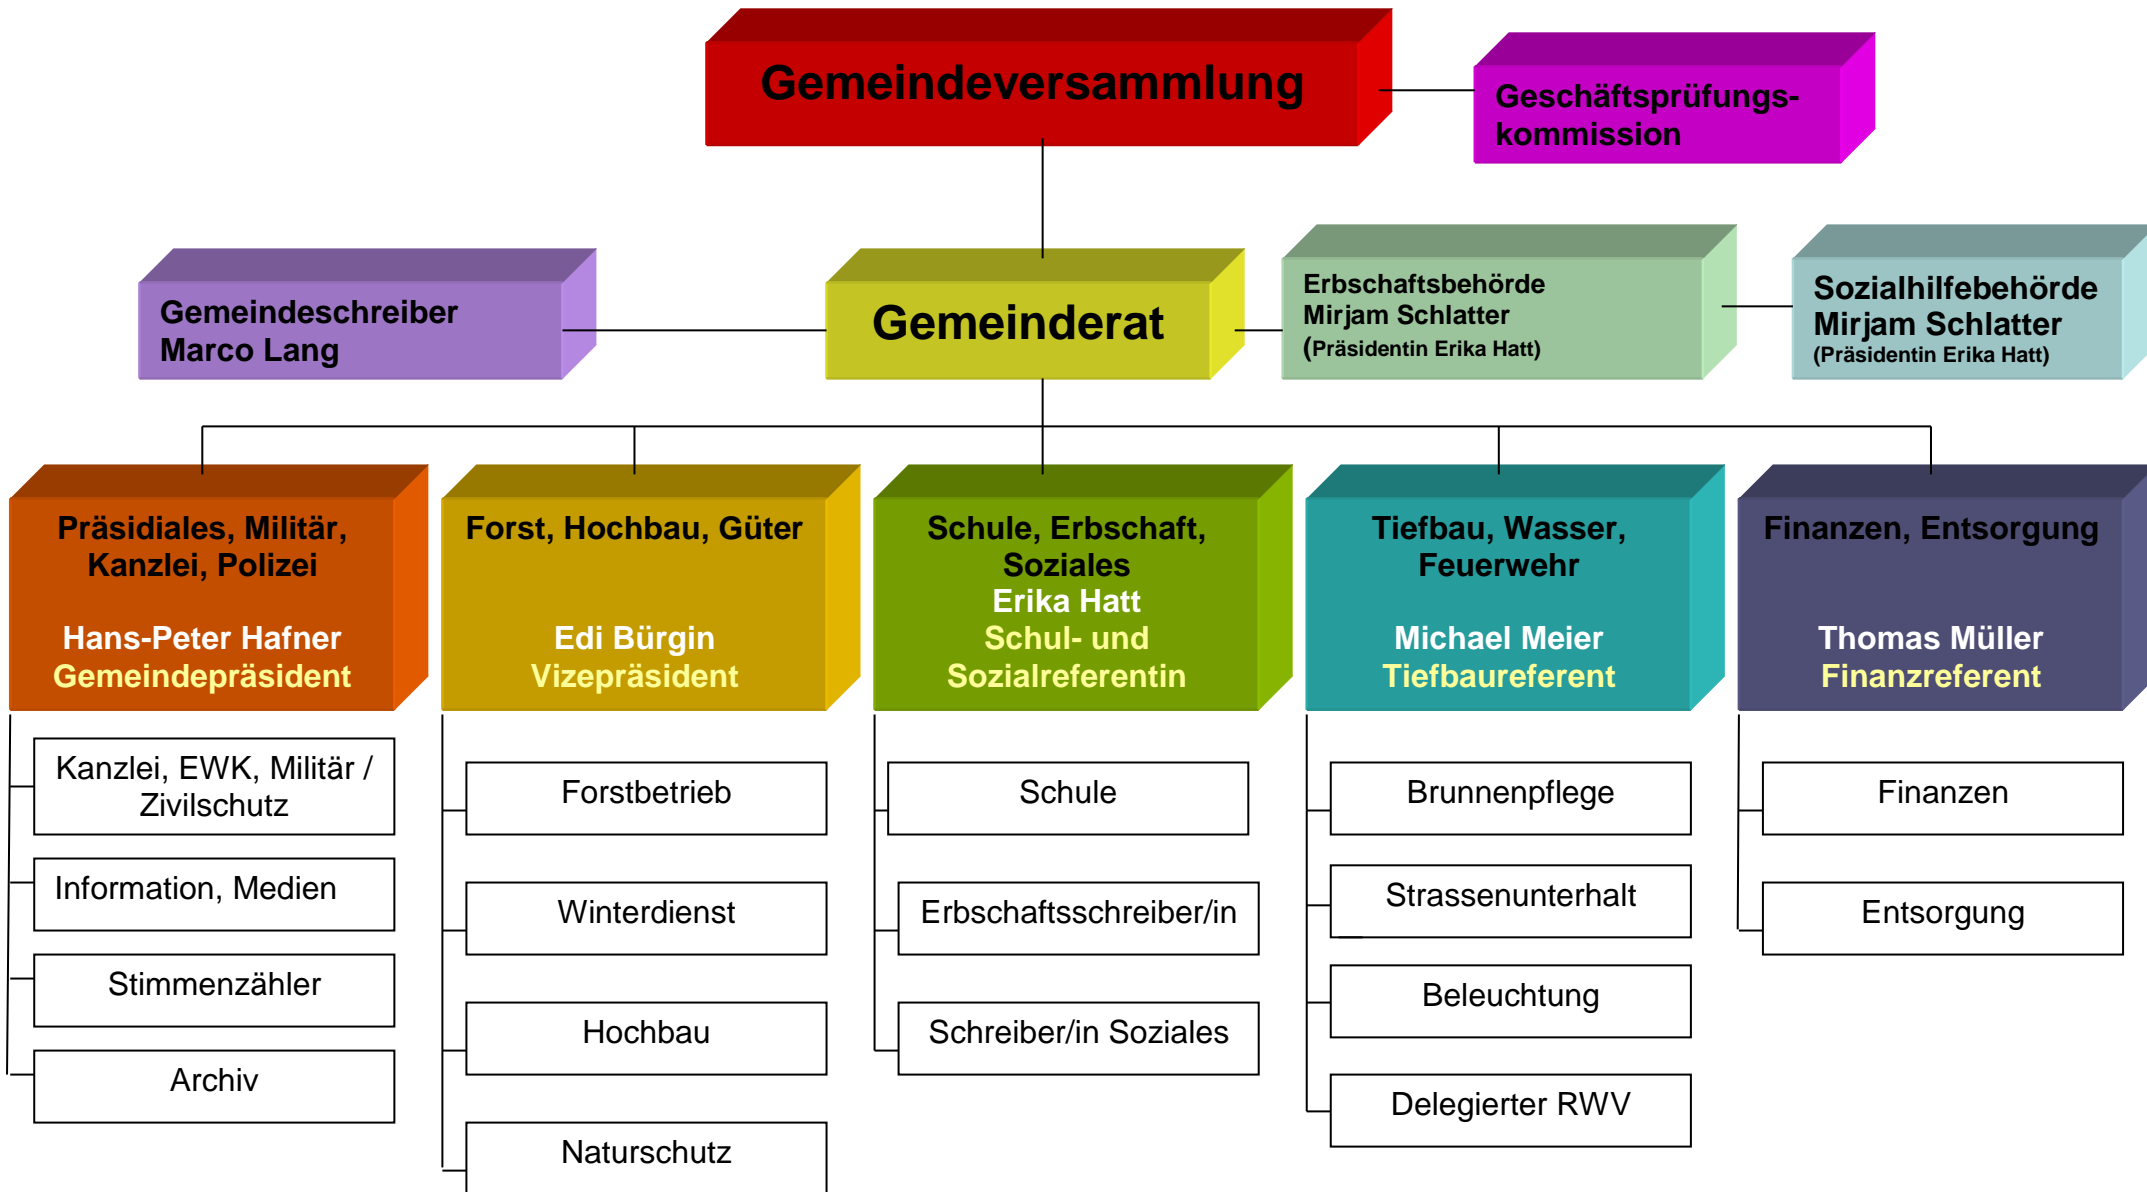 Gemeindeversammlung
Geschäftsprüfungs-
kommission
Gemeindeschreiber
Marco Lang
Gemeinderat
Erbschaftsbehörde
Mirjam Schlatter
(Präsidentin Erika Hatt)
Sozialhilfebehörde
Mirjam Schlatter
(Präsidentin Erika Hatt)
Präsidiales, Militär,
Kanzlei, Polizei
Hans-Peter Hafner
Gemeindepräsident
Forst, Hochbau, Güter
Edi Bürgin
Vizepräsident
Schule, Erbschaft,
Soziales
Erika Hatt
Schul- und
Sozialreferentin
Tiefbau, Wasser,
Feuerwehr
Michael Meier
Tiefbaureferent
Finanzen, Entsorgung
Thomas Müller
Finanzreferent
Kanzlei, EWK, Militär /
Zivilschutz
Information, Medien
Stimmenzähler
Archiv
Forstbetrieb
Winterdienst
Hochbau
Naturschutz
Schule
Erbschaftsschreiber/in
Schreiber/in Soziales
Brunnenpflege
Strassenunterhalt
Beleuchtung
Delegierter RWV
Finanzen
Entsorgung